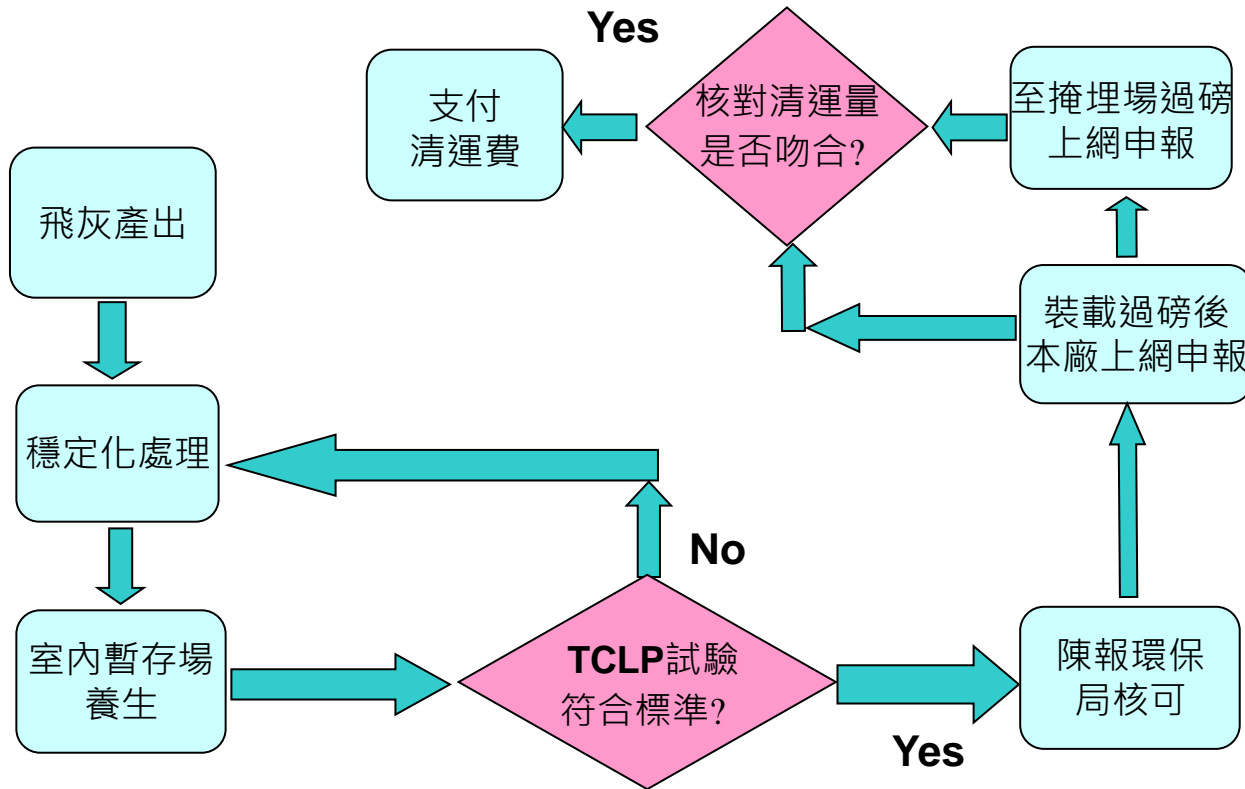 飛灰產出
穩定化處理
室內暫存場
養生
TCLP試驗
符合標準?
No
Yes
陳報環保
局核可
裝載過磅後
本廠上網申報
至掩埋場過磅
上網申報
核對清運量
是否吻合?
Yes
支付
清運費